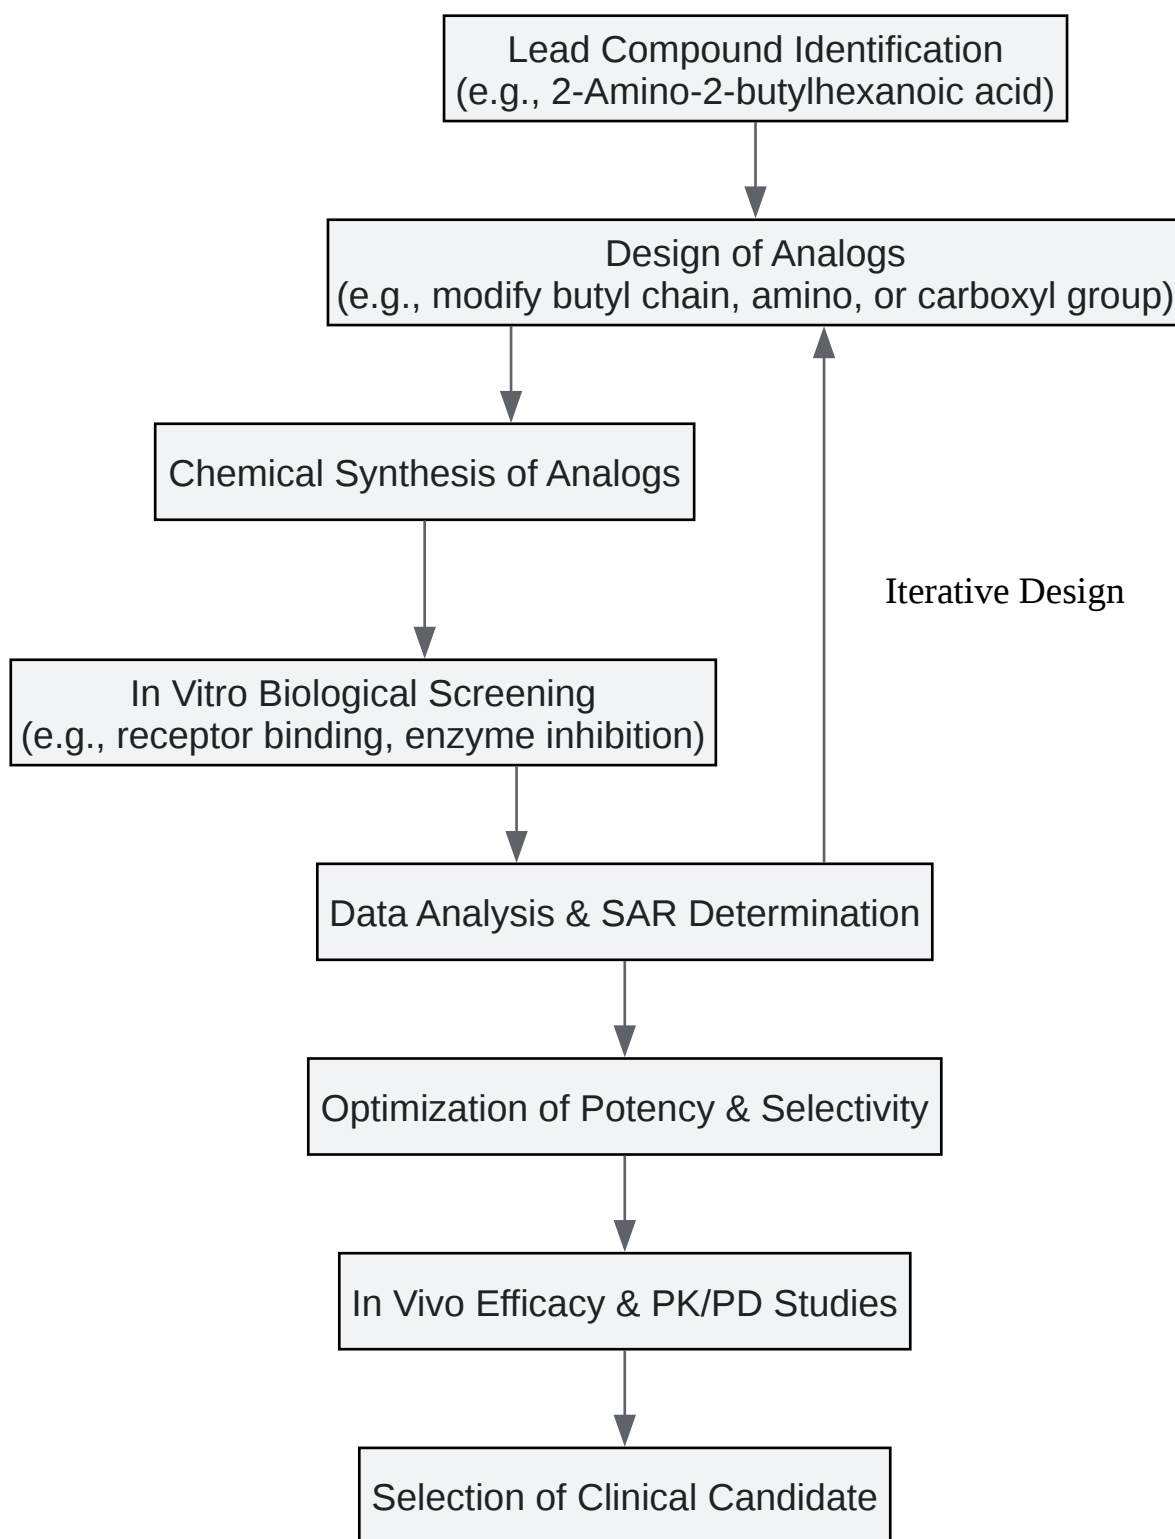 Lead Compound Identification
(e.g., 2-Amino-2-butylhexanoic acid)
Design of Analogs
(e.g., modify butyl chain, amino, or carboxyl group)
Chemical Synthesis of Analogs
Iterative Design
In Vitro Biological Screening
(e.g., receptor binding, enzyme inhibition)
Data Analysis & SAR Determination
Optimization of Potency & Selectivity
In Vivo Efficacy & PK/PD Studies
Selection of Clinical Candidate